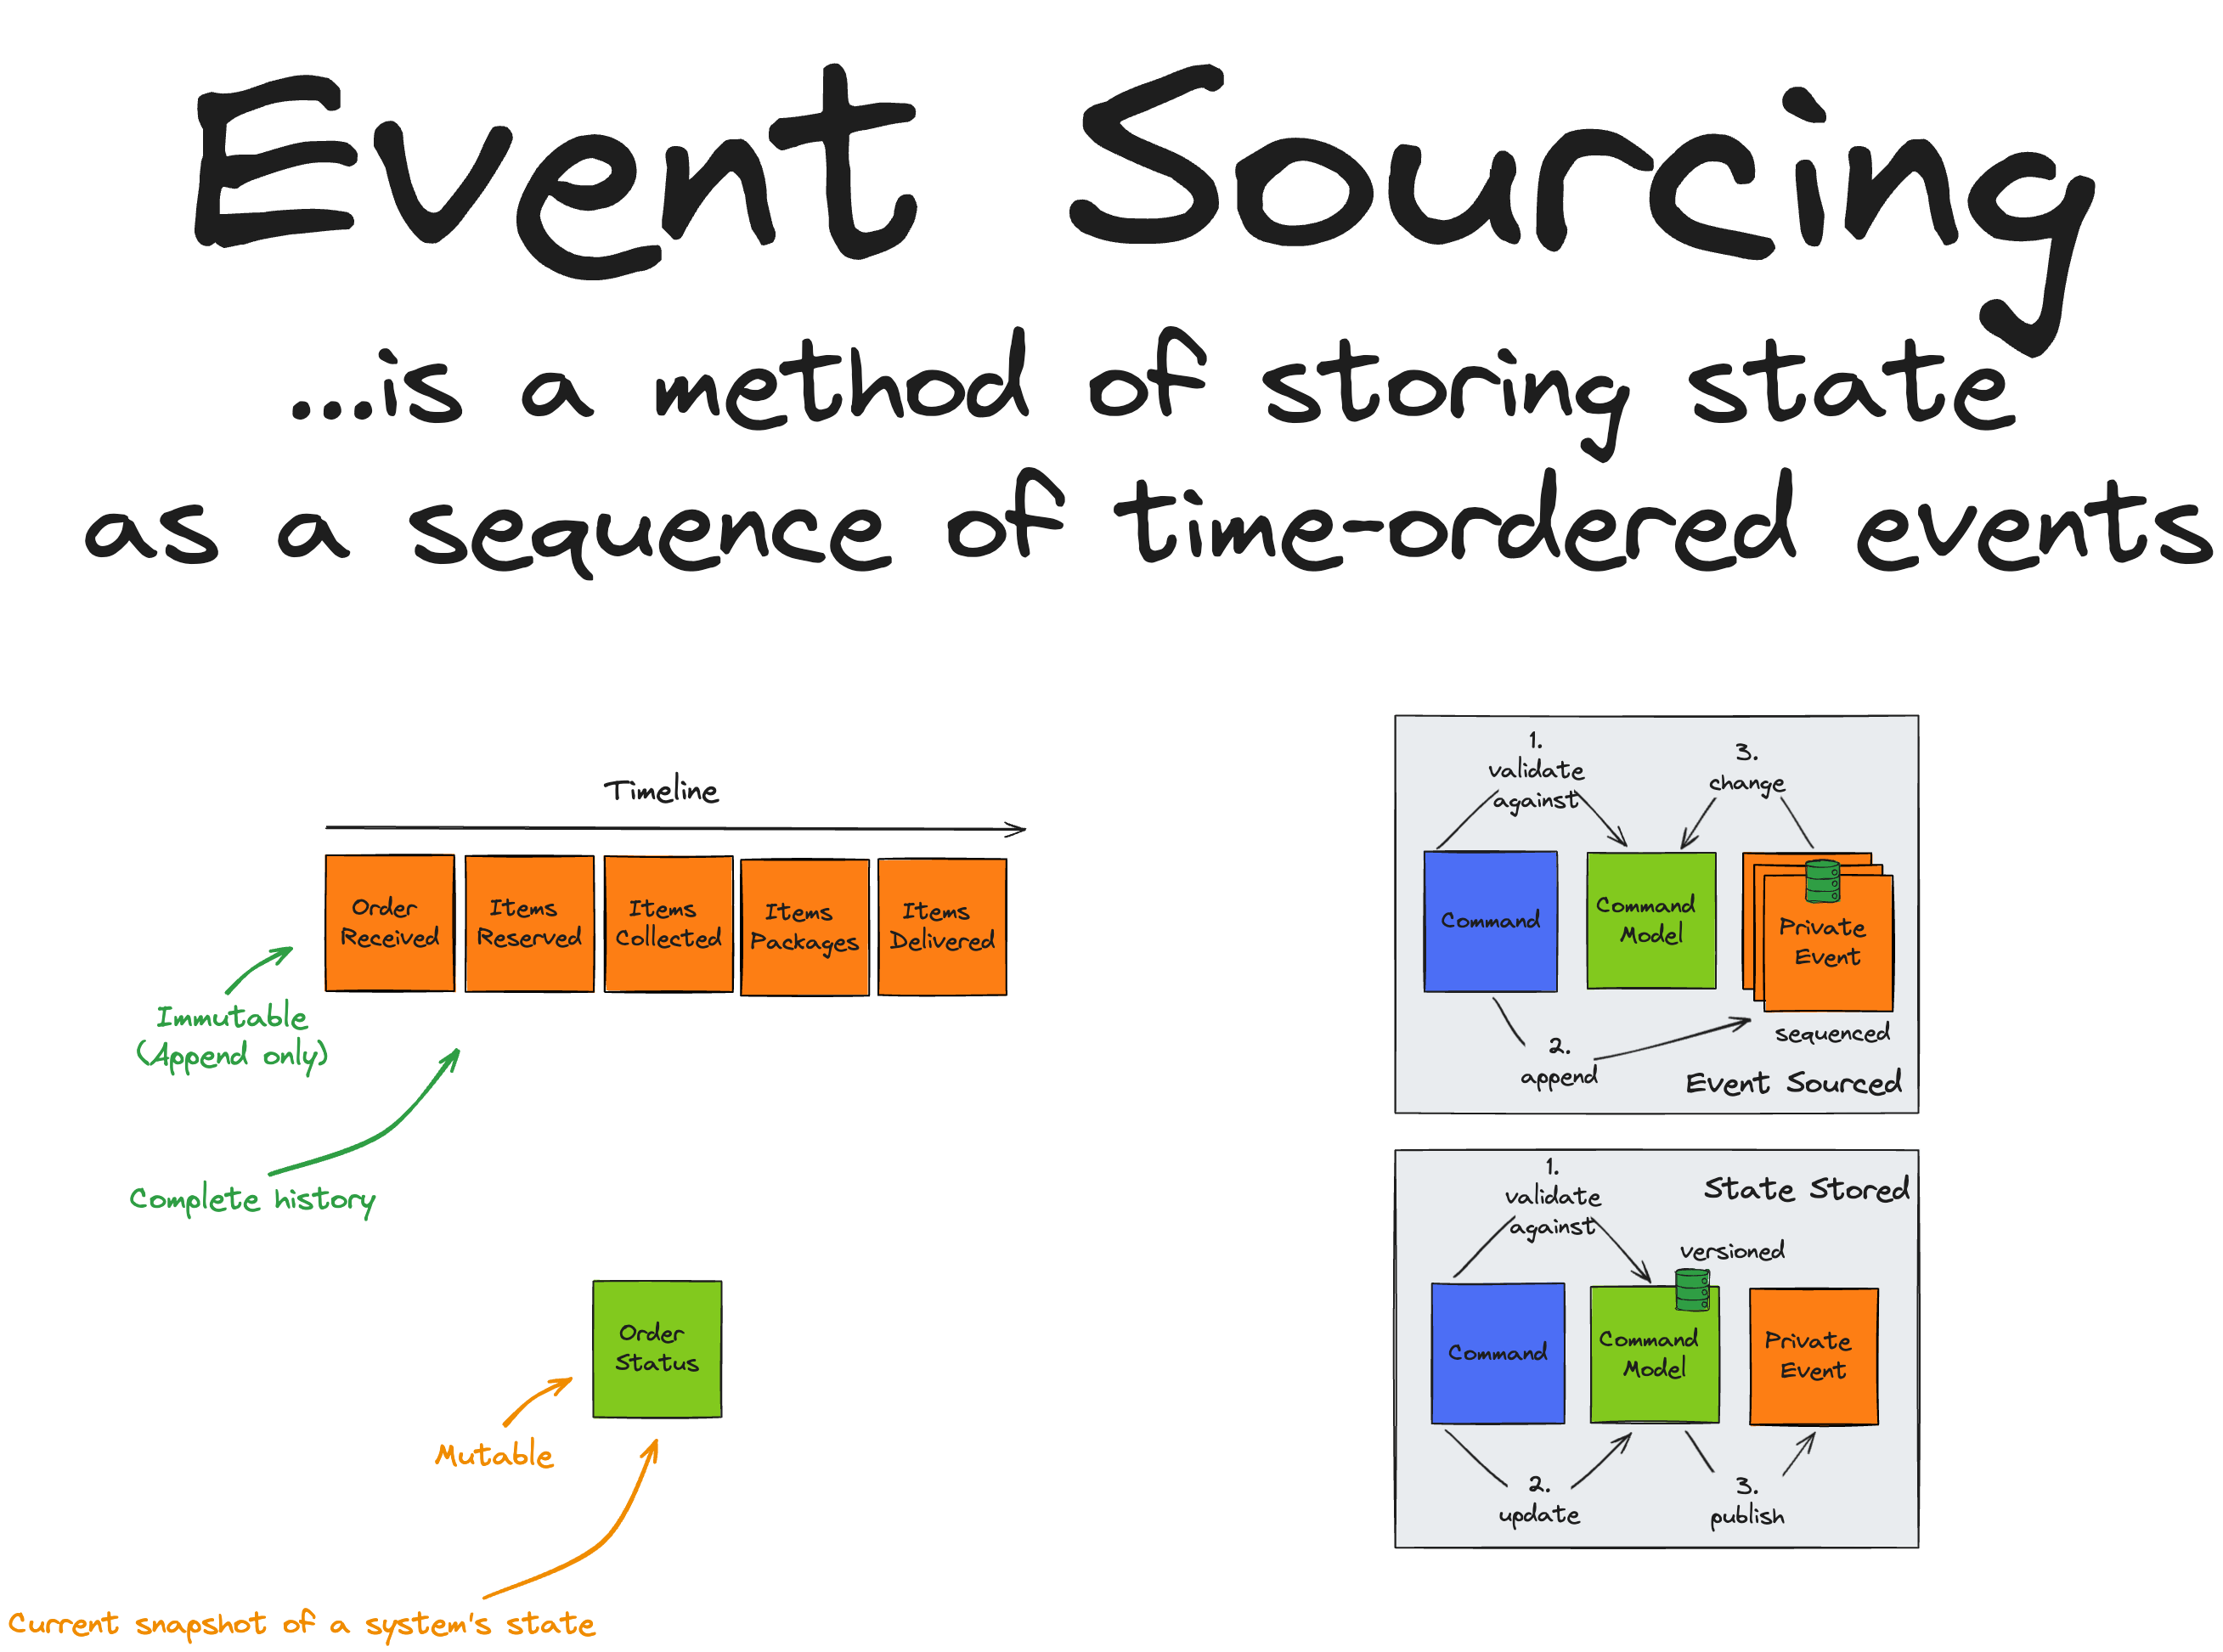 Event Sourcing
...is a method of storing state
as a sequence of time-ordered events
Timeline
Order
Received
Items
Reserved
Items
Collected
Items
Packages
Items
Delivered
Immutable
(Append only)
Complete history
Order
Status
Mutable
Current snapshot of a system's state
1.
validate
against
3.
change
Command
Command
Model
Private
Event
sequenced
2.
append
Event Sourced
1.
validate
against
State Stored
versioned
Command
Command
Model
Private
Event
2.
update
3.
publish